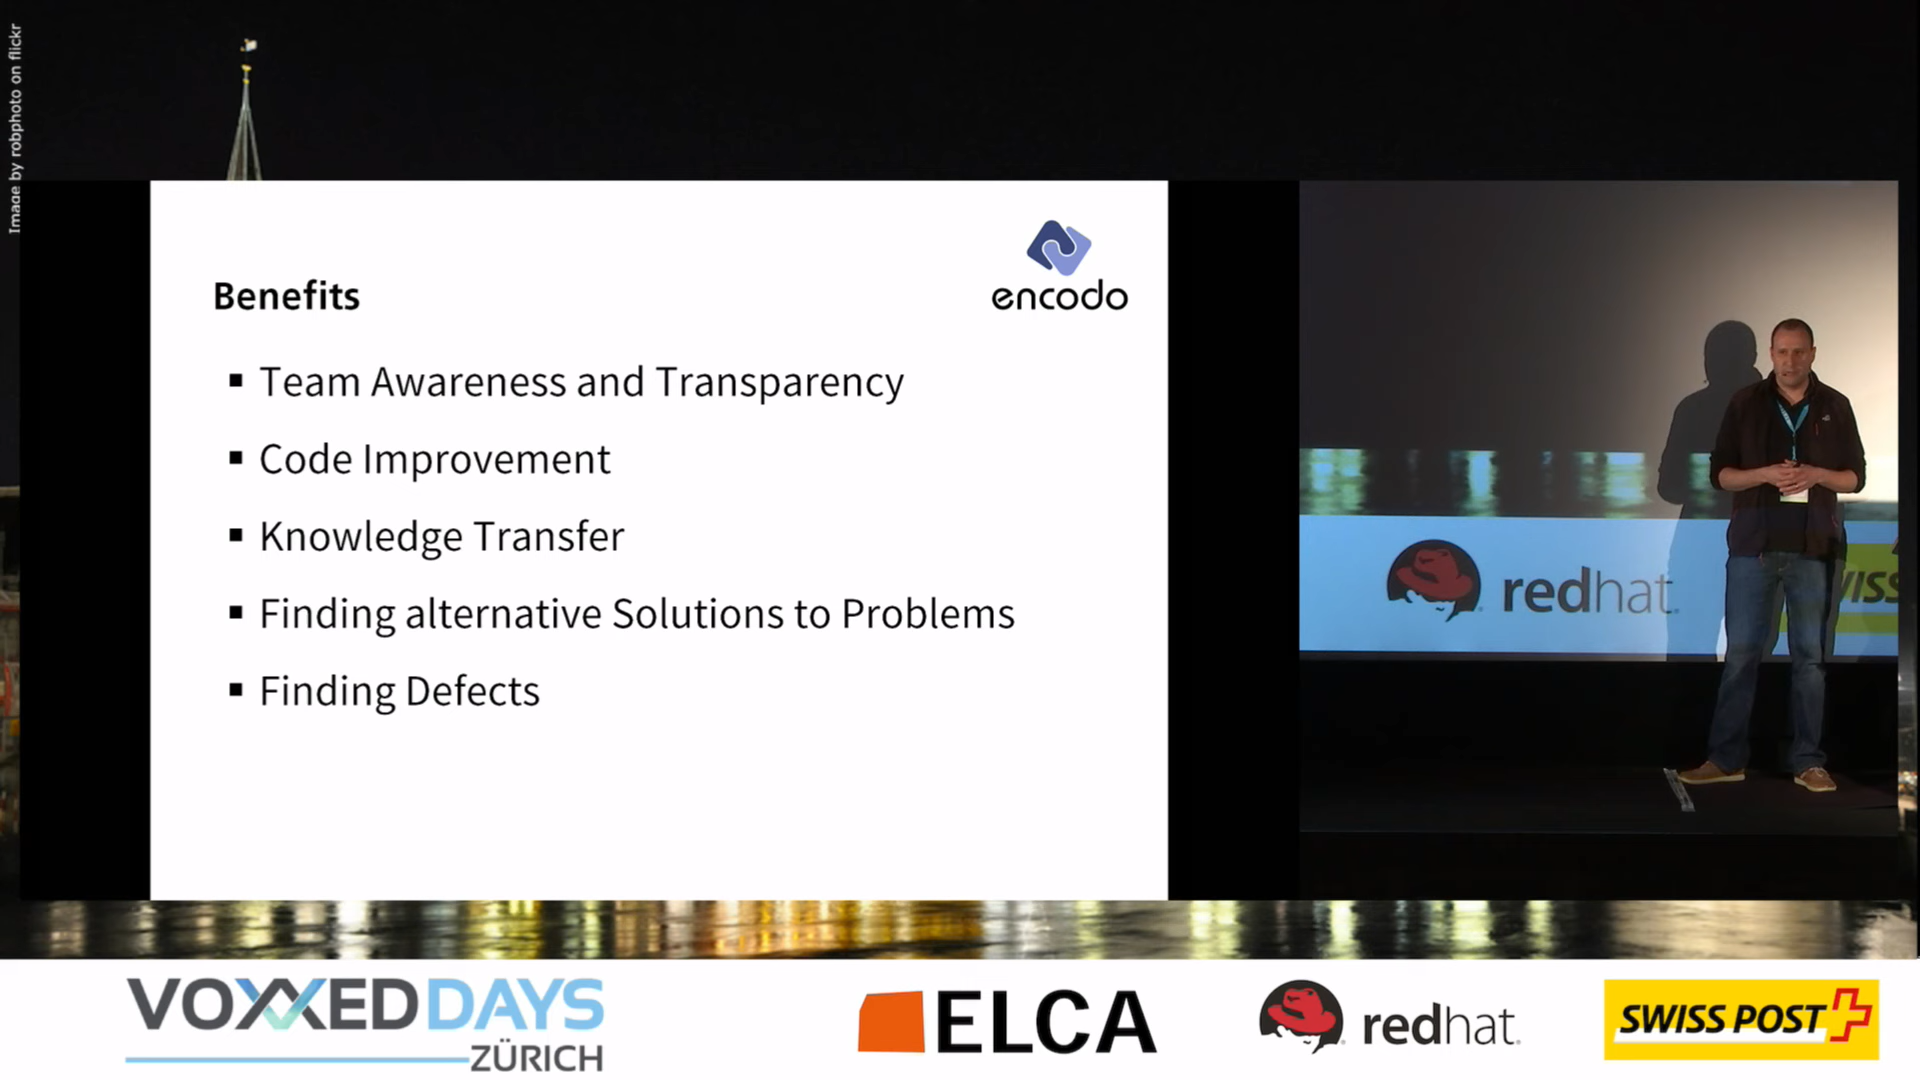 Image by robphoto on flickr
encodo
Benefits
▪ Team Awareness and Transparency
▪ Code Improvement
▪ Knowledge Transfer
▪ Finding alternative Solutions to Problems
▪ Finding Defects
redhat.
VOXXED DAYS
ZÜRICH
ELCA
redhat.
SWISS POST